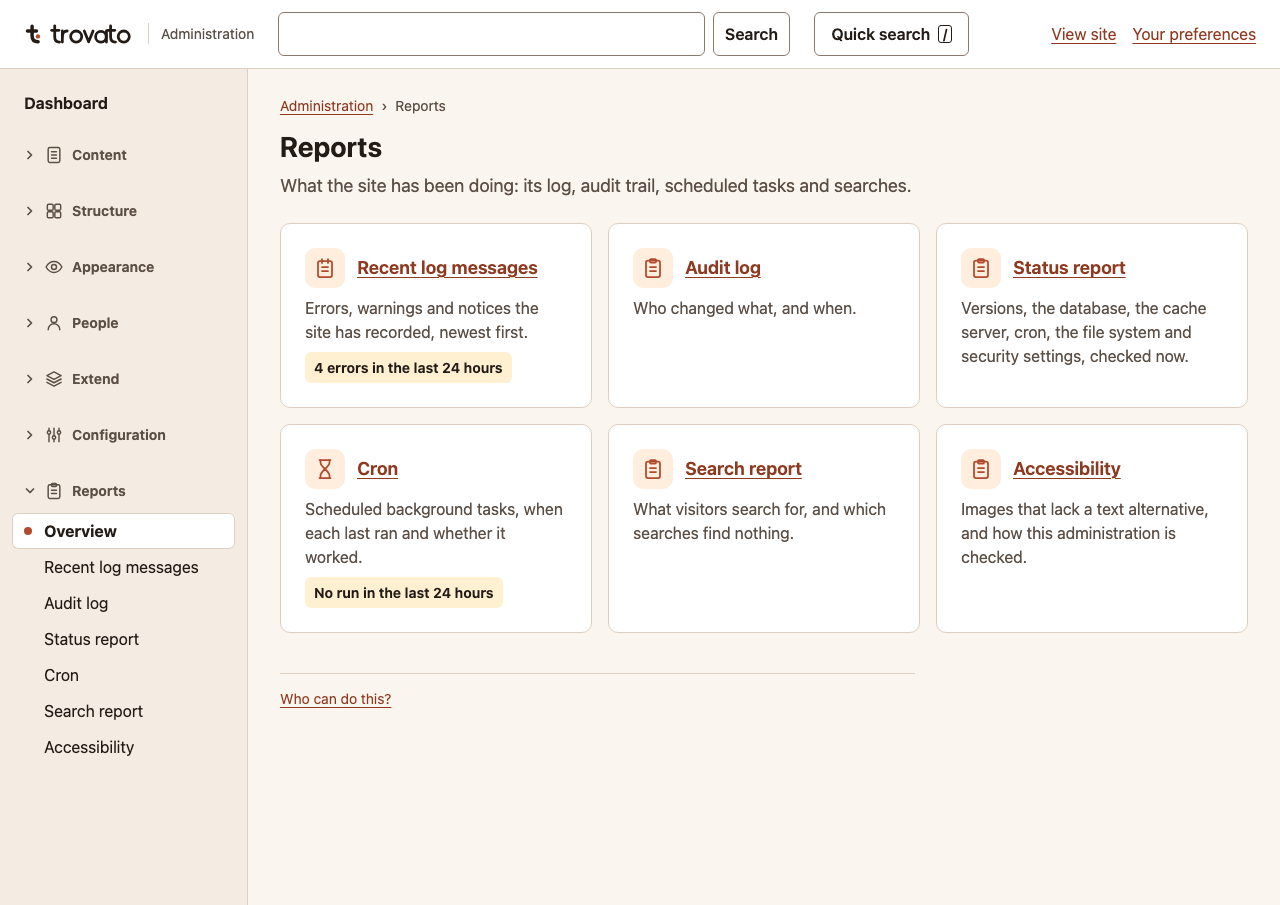 trovato
Administration
Search
Quick search /
View site
Your preferences
Dashboard
Content
Structure
Appearance
People
Extend
Configuration
Reports
Overview
Recent log messages
Audit log
Status report
Cron
Search report
Accessibility
Administration › Reports
Reports
What the site has been doing: its log, audit trail, scheduled tasks and searches.
Recent log messages
Errors, warnings and notices the
site has recorded, newest first.
4 errors in the last 24 hours
Audit log
Who changed what, and when.
Status report
Versions, the database, the cache
server, cron, the file system and
security settings, checked now.
Cron
Scheduled background tasks, when
each last ran and whether it
worked.
No run in the last 24 hours
Search report
What visitors search for, and which
searches find nothing.
Accessibility
Images that lack a text alternative,
and how this administration is
checked.
Who can do this?